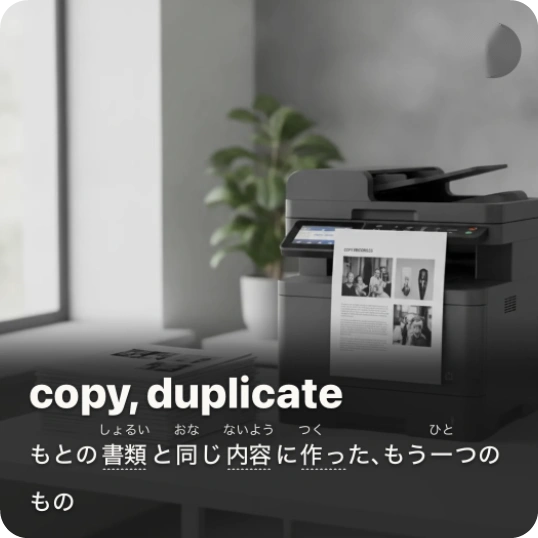 copy, duplicate
しょるい おな ないよう つく ひと
もとの書類と同じ内容に作った、もう一つの
もの